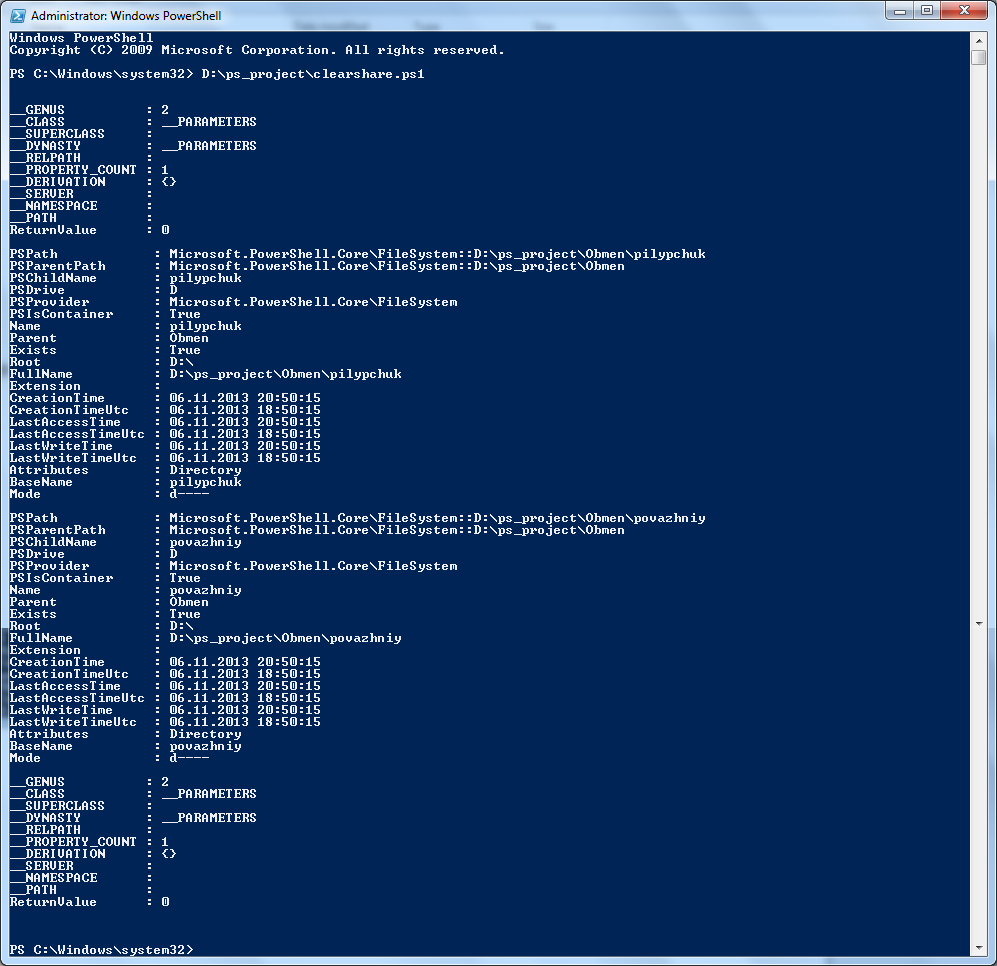 Administrator: Windows PowerShell
Windows PowerShell
Copyright (C) 2009 Microsoft Corporation. All rights reserved.
PS C:\Windows\system32> D:\ps_project\clearshare.ps1
__GENUS          : 2
__CLASS          : __PARAMETERS
__SUPERCLASS     :
__DYNASTY        : __PARAMETERS
__RELPATH        :
__PROPERTY_COUNT : 1
__DERIVATION     : {}
__SERVER         :
__NAMESPACE      :
__PATH           :
ReturnValue      : 0
PSPath            : Microsoft.PowerShell.Core\FileSystem::D:\ps_project\Obmen\pilypchuk
PSParentPath      : Microsoft.PowerShell.Core\FileSystem::D:\ps_project\Obmen
PSChildName       : pilypchuk
PSDrive           : D
PSProvider        : Microsoft.PowerShell.Core\FileSystem
PSIsContainer     : True
Name              : pilypchuk
Parent            : Obmen
Exists            : True
Root              : D:\
FullName          : D:\ps_project\Obmen\pilypchuk
Extension         :
CreationTime      : 06.11.2013 20:50:15
CreationTimeUtc   : 06.11.2013 18:50:15
LastAccessTime    : 06.11.2013 20:50:15
LastAccessTimeUtc : 06.11.2013 18:50:15
LastWriteTime     : 06.11.2013 20:50:15
LastWriteTimeUtc  : 06.11.2013 18:50:15
Attributes        : Directory
BaseName          : pilypchuk
Mode              : d----
PSPath            : Microsoft.PowerShell.Core\FileSystem::D:\ps_project\Obmen\povazhniy
PSParentPath      : Microsoft.PowerShell.Core\FileSystem::D:\ps_project\Obmen
PSChildName       : povazhniy
PSDrive           : D
PSProvider        : Microsoft.PowerShell.Core\FileSystem
PSIsContainer     : True
Name              : povazhniy
Parent            : Obmen
Exists            : True
Root              : D:\
FullName          : D:\ps_project\Obmen\povazhniy
Extension         :
CreationTime      : 06.11.2013 20:50:15
CreationTimeUtc   : 06.11.2013 18:50:15
LastAccessTime    : 06.11.2013 20:50:15
LastAccessTimeUtc : 06.11.2013 18:50:15
LastWriteTime     : 06.11.2013 20:50:15
LastWriteTimeUtc  : 06.11.2013 18:50:15
Attributes        : Directory
BaseName          : povazhniy
Mode              : d----
__GENUS          : 2
__CLASS          : __PARAMETERS
__SUPERCLASS     :
__DYNASTY        : __PARAMETERS
__RELPATH        :
__PROPERTY_COUNT : 1
__DERIVATION     : {}
__SERVER         :
__NAMESPACE      :
__PATH           :
ReturnValue      : 0
PS C:\Windows\system32>